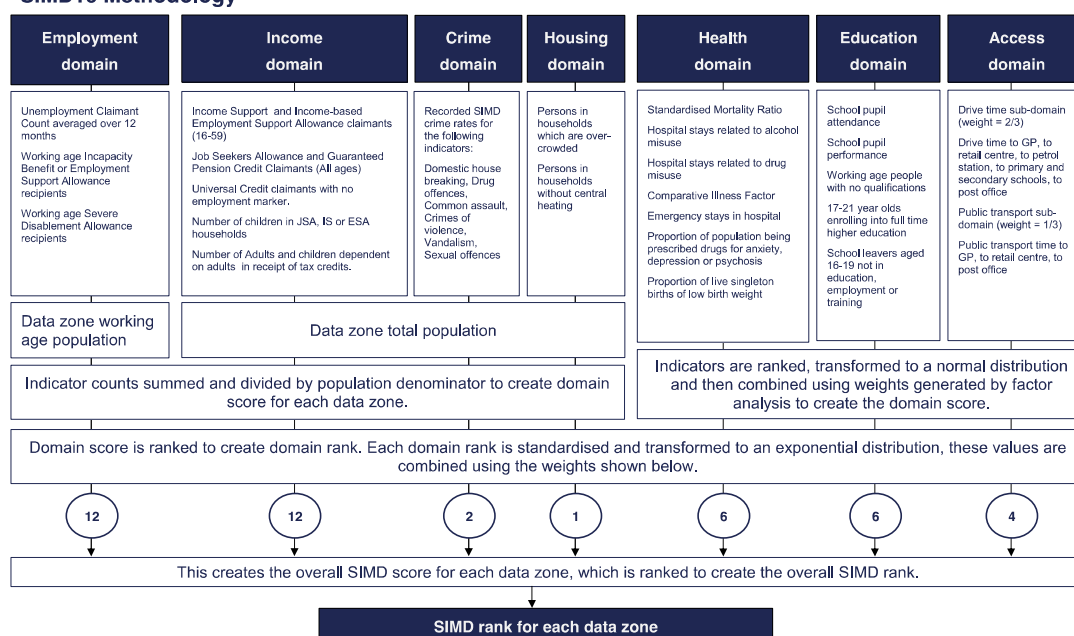 SIMD16 Methodology
Employment
domain
Income
domain
Crime
domain
Housing
domain
Health
domain
Education
domain
Access
domain
Unemployment Claimant
Count averaged over 12
months
Working age Incapacity
Benefit or Employment
Support Allowance
recipients
Working age Severe
Disablement Allowance
recipients
Income Support and Income-based
Employment Support Allowance claimants
(16-59)
Job Seekers Allowance and Guaranteed
Pension Credit Claimants (All ages)
Universal Credit claimants with no
employment marker.
Number of children in JSA, IS or ESA
households
Number of Adults and children dependent
on adults in receipt of tax credits.
Recorded SIMD
crime rates for
the following
indicators:
Domestic house
breaking, Drug
offences,
Common assault,
Crimes of
violence,
Vandalism,
Sexual offences
Persons in
households
which are over-
crowded
Persons in
households
without central
heating
Standardised Mortality Ratio
Hospital stays related to alcohol
misuse
Hospital stays related to drug
misuse
Comparative Illness Factor
Emergency stays in hospital
Proportion of population being
prescribed drugs for anxiety,
depression or psychosis
Proportion of live singleton
births of low birth weight
School pupil
attendance
School pupil
performance
Working age people
with no qualifications
17-21 year olds
enrolling into full time
higher education
School leavers aged
16-19 not in
education,
employment or
training
Drive time sub-domain
(weight = 2/3)
Drive time to GP, to
retail centre, to petrol
station, to primary and
secondary schools, to
post office
Public transport sub-
domain (weight = 1/3)
Public transport time to
GP, to retail centre, to
post office
Data zone working
age population
Data zone total population
Indicator counts summed and divided by population denominator to create domain
score for each data zone.
Indicators are ranked, transformed to a normal distribution
and then combined using weights generated by factor
analysis to create the domain score.
Domain score is ranked to create domain rank. Each domain rank is standardised and transformed to an exponential distribution, these values are
combined using the weights shown below.
12
12
2
1
6
6
4
This creates the overall SIMD score for each data zone, which is ranked to create the overall SIMD rank.
SIMD rank for each data zone